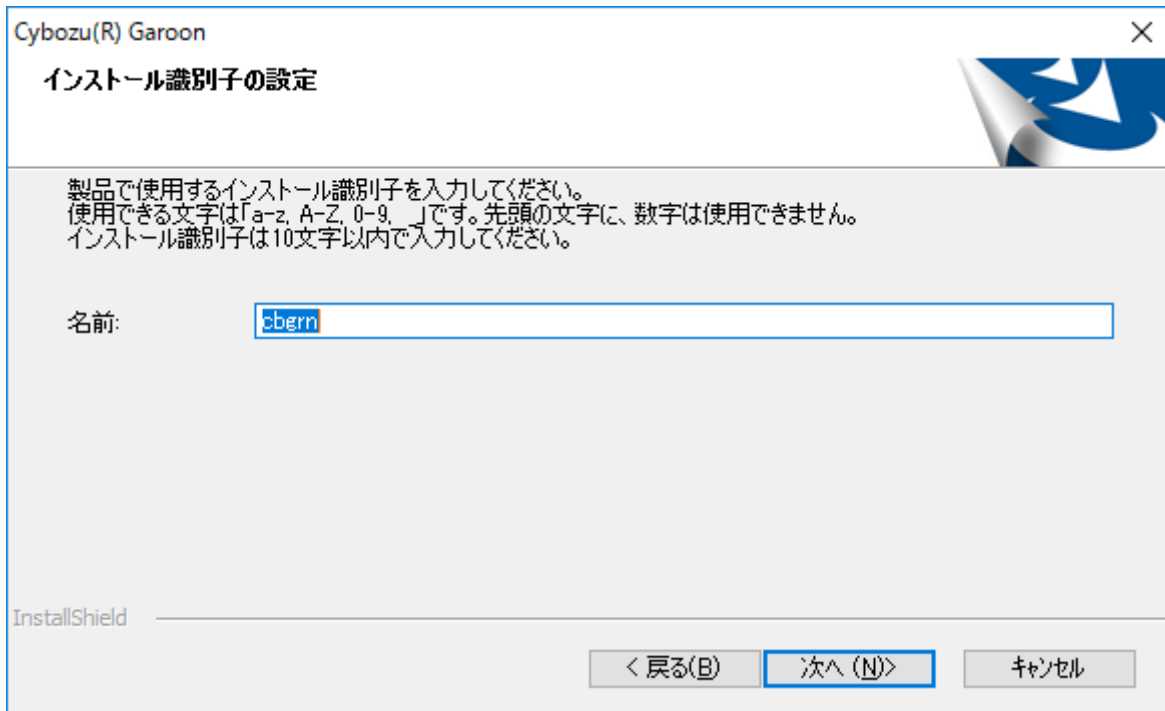 Cybozu(R) Garoon
インストール識別子の設定
製品で使用するインストール識別子を入力してください。
使用できる文字は「a-z, A-Z, 0-9, _」です。先頭の文字に、数字は使用できません。
インストール識別子は10文字以内で入力してください。
名前: cbgrn
InstallShield
< 戻る(B) 次へ (N)> キャンセル